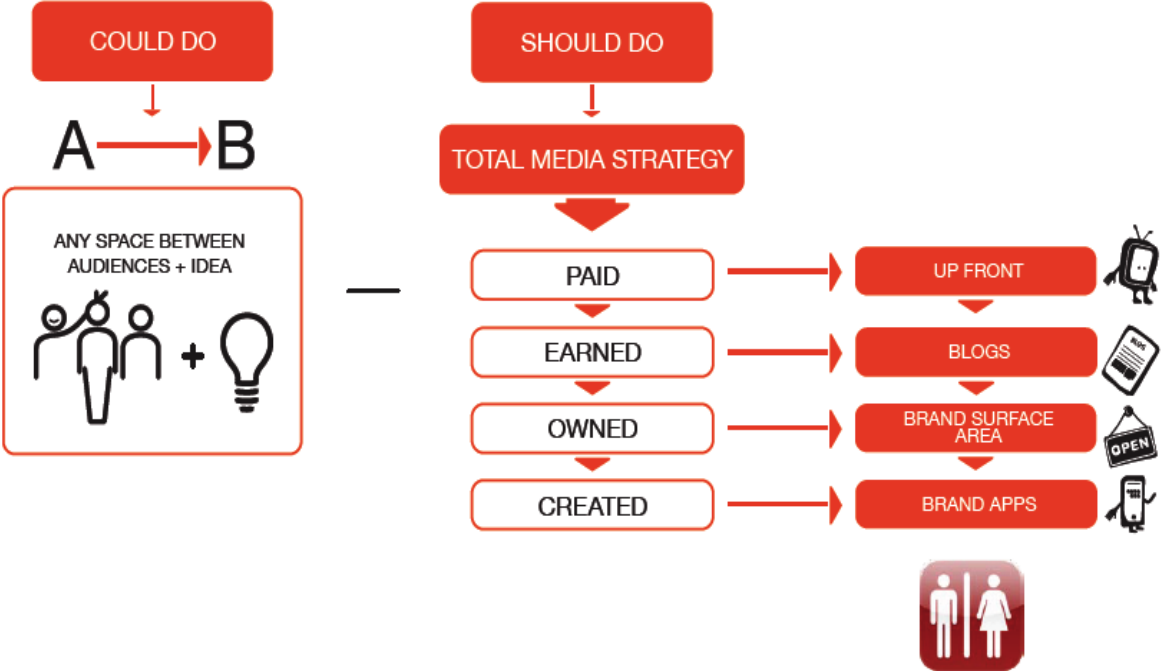 COULD DO
A B
ANY SPACE BETWEEN
AUDIENCES + IDEA
+
SHOULD DO
TOTAL MEDIA STRATEGY
PAID
EARNED
OWNED
CREATED
UP FRONT
BLOGS
BLOG
BRAND SURFACE
AREA
OPEN
BRAND APPS